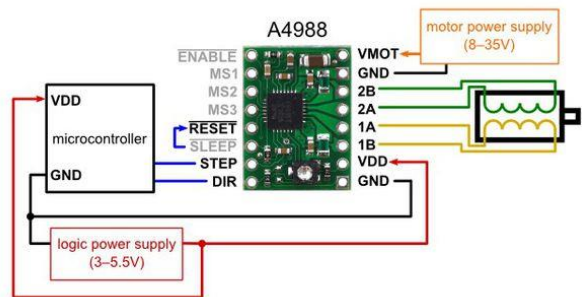 A4988
motor power supply
(8–35V)
ENABLE
MS1
MS2
MS3
RESET
SLEEP
STEP
DIR
VMOT
GND
2B
2A
1A
1B
VDD
GND
VDD
microcontroller
GND
logic power supply
(3–5.5V)